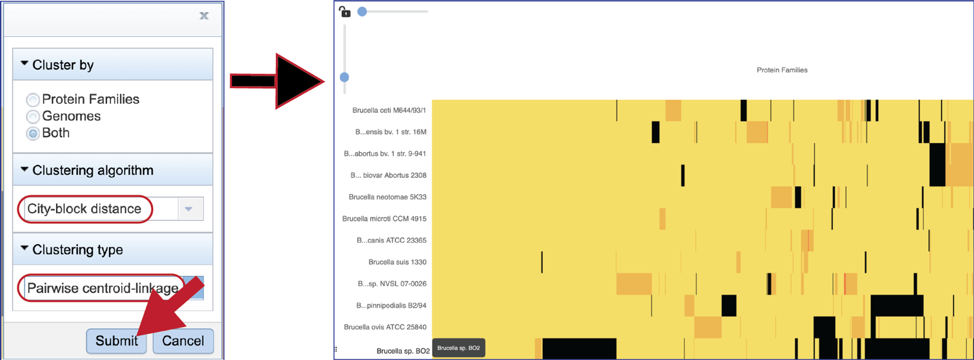 x
Cluster by
Protein Families
Genomes
Both
Clustering algorithm
City-block distance
Clustering type
Pairwise centroid-linkage
Submit
Cancel
Protein Families
Brucella ceti M644/93/1
B...ensis bv. 1 str. 16M
B...abortus bv. 1 str. 9-941
B... biovar Abortus 2308
Brucella neotomae 5K33
Brucella microti CCM 4915
B...canis ATCC 23365
Brucella suis 1330
B...sp. NVSL 07-0026
B...pinnipedialis B2/94
Brucella ovis ATCC 25840
Brucella sp. BO2
Brucella sp. BO2